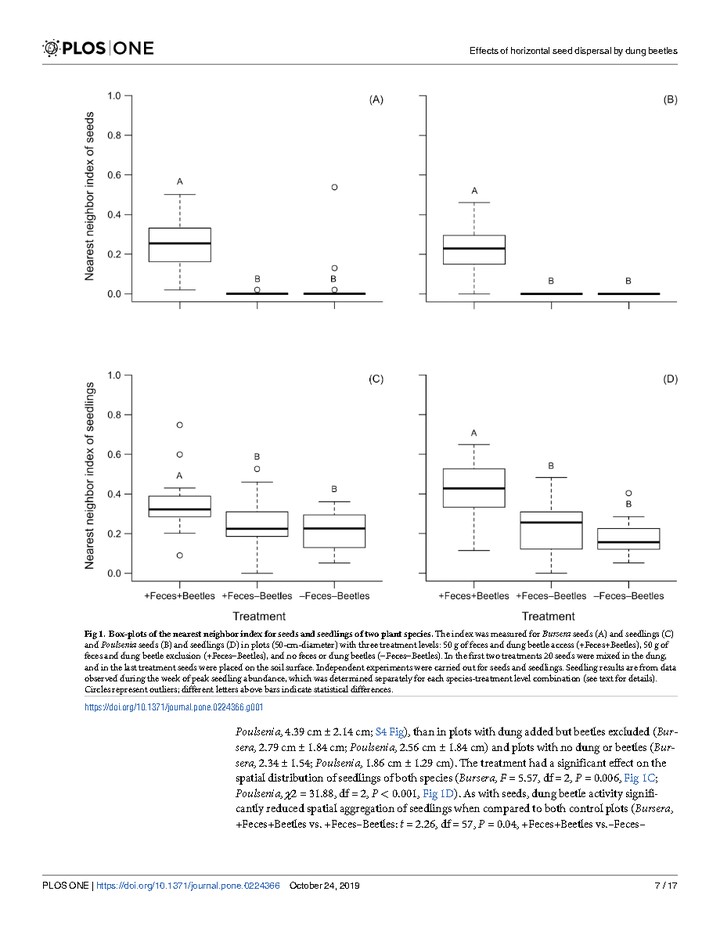 PLOS ONE
Effects of horizontal seed dispersal by dung beetles
(A)
(B)
Nearest neighbor index of seeds
1.0
0.8
0.6
0.4
0.2
0.0
A
B
B
A
B
B
(C)
(D)
Nearest neighbor index of seedlings
1.0
0.8
0.6
0.4
0.2
0.0
A
B
B
A
B
B
+Feces+Beetles +Feces–Beetles –Feces–Beetles
+Feces+Beetles +Feces–Beetles –Feces–Beetles
Treatment
Treatment
Fig 1. Box-plots of the nearest neighbor index for seeds and seedlings of two plant species. The index was measured for Bursera seeds (A) and seedlings (C)
and Poulsenia seeds (B) and seedlings (D) in plots (50-cm-diameter) with three treatment levels: 50 g of feces and dung beetle access (+Feces+Beetles), 50 g of
feces and dung beetle exclusion (+Feces–Beetles), and no feces or dung beetles (–Feces–Beetles). In the first two treatments 20 seeds were mixed in the dung,
and in the last treatment seeds were placed on the soil surface. Independent experiments were carried out for seeds and seedlings. Seedling results are from data
observed during the week of peak seedling abundance, which was determined separately for each species-treatment level combination (see text for details).
Circles represent outliers; different letters above bars indicate statistical differences.
https://doi.org/10.1371/journal.pone.0224366.g001
Poulsenia, 4.39 cm ± 2.14 cm; S4 Fig), than in plots with dung added but beetles excluded (Bur-
sera, 2.79 cm ± 1.84 cm; Poulsenia, 2.56 cm ± 1.84 cm) and plots with no dung or beetles (Bur-
sera, 2.34 ± 1.54; Poulsenia, 1.86 cm ± 1.29 cm). The treatment had a significant effect on the
spatial distribution of seedlings of both species (Bursera, F = 5.57, df = 2, P = 0.006, Fig 1C;
Poulsenia, χ2 = 31.88, df = 2, P < 0.001, Fig 1D). As with seeds, dung beetle activity signifi-
cantly reduced spatial aggregation of seedlings when compared to both control plots (Bursera,
+Feces+Beetles vs. +Feces–Beetles: t = 2.26, df = 57, P = 0.04, +Feces+Beetles vs.–Feces–
PLOS ONE | https://doi.org/10.1371/journal.pone.0224366 October 24, 2019
7 / 17